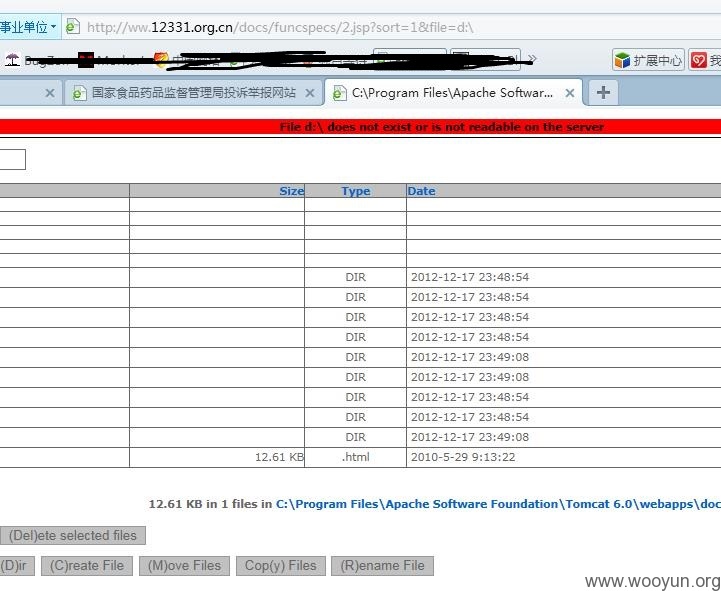 事业单位 http://ww.12331.org.cn/docs/funcspecs/2.jsp?sort=1&file=d:\
扩展中心 我
国家食品药品监督管理局投诉举报网站 C:\Program Files\Apache Softwar...
File d:\ does not exist or is not readable on the server
Size Type Date
DIR 2012-12-17 23:48:54
DIR 2012-12-17 23:48:54
DIR 2012-12-17 23:48:54
DIR 2012-12-17 23:48:54
DIR 2012-12-17 23:49:08
DIR 2012-12-17 23:49:08
DIR 2012-12-17 23:48:54
DIR 2012-12-17 23:48:54
DIR 2012-12-17 23:49:08
12.61 KB .html 2010-5-29 9:13:22
12.61 KB in 1 files in C:\Program Files\Apache Software Foundation\Tomcat 6.0\webapps\doc
(Del)ete selected files
(D)ir (C)reate File (M)ove Files Cop(y) Files (R)ename File
www.wooyun.org